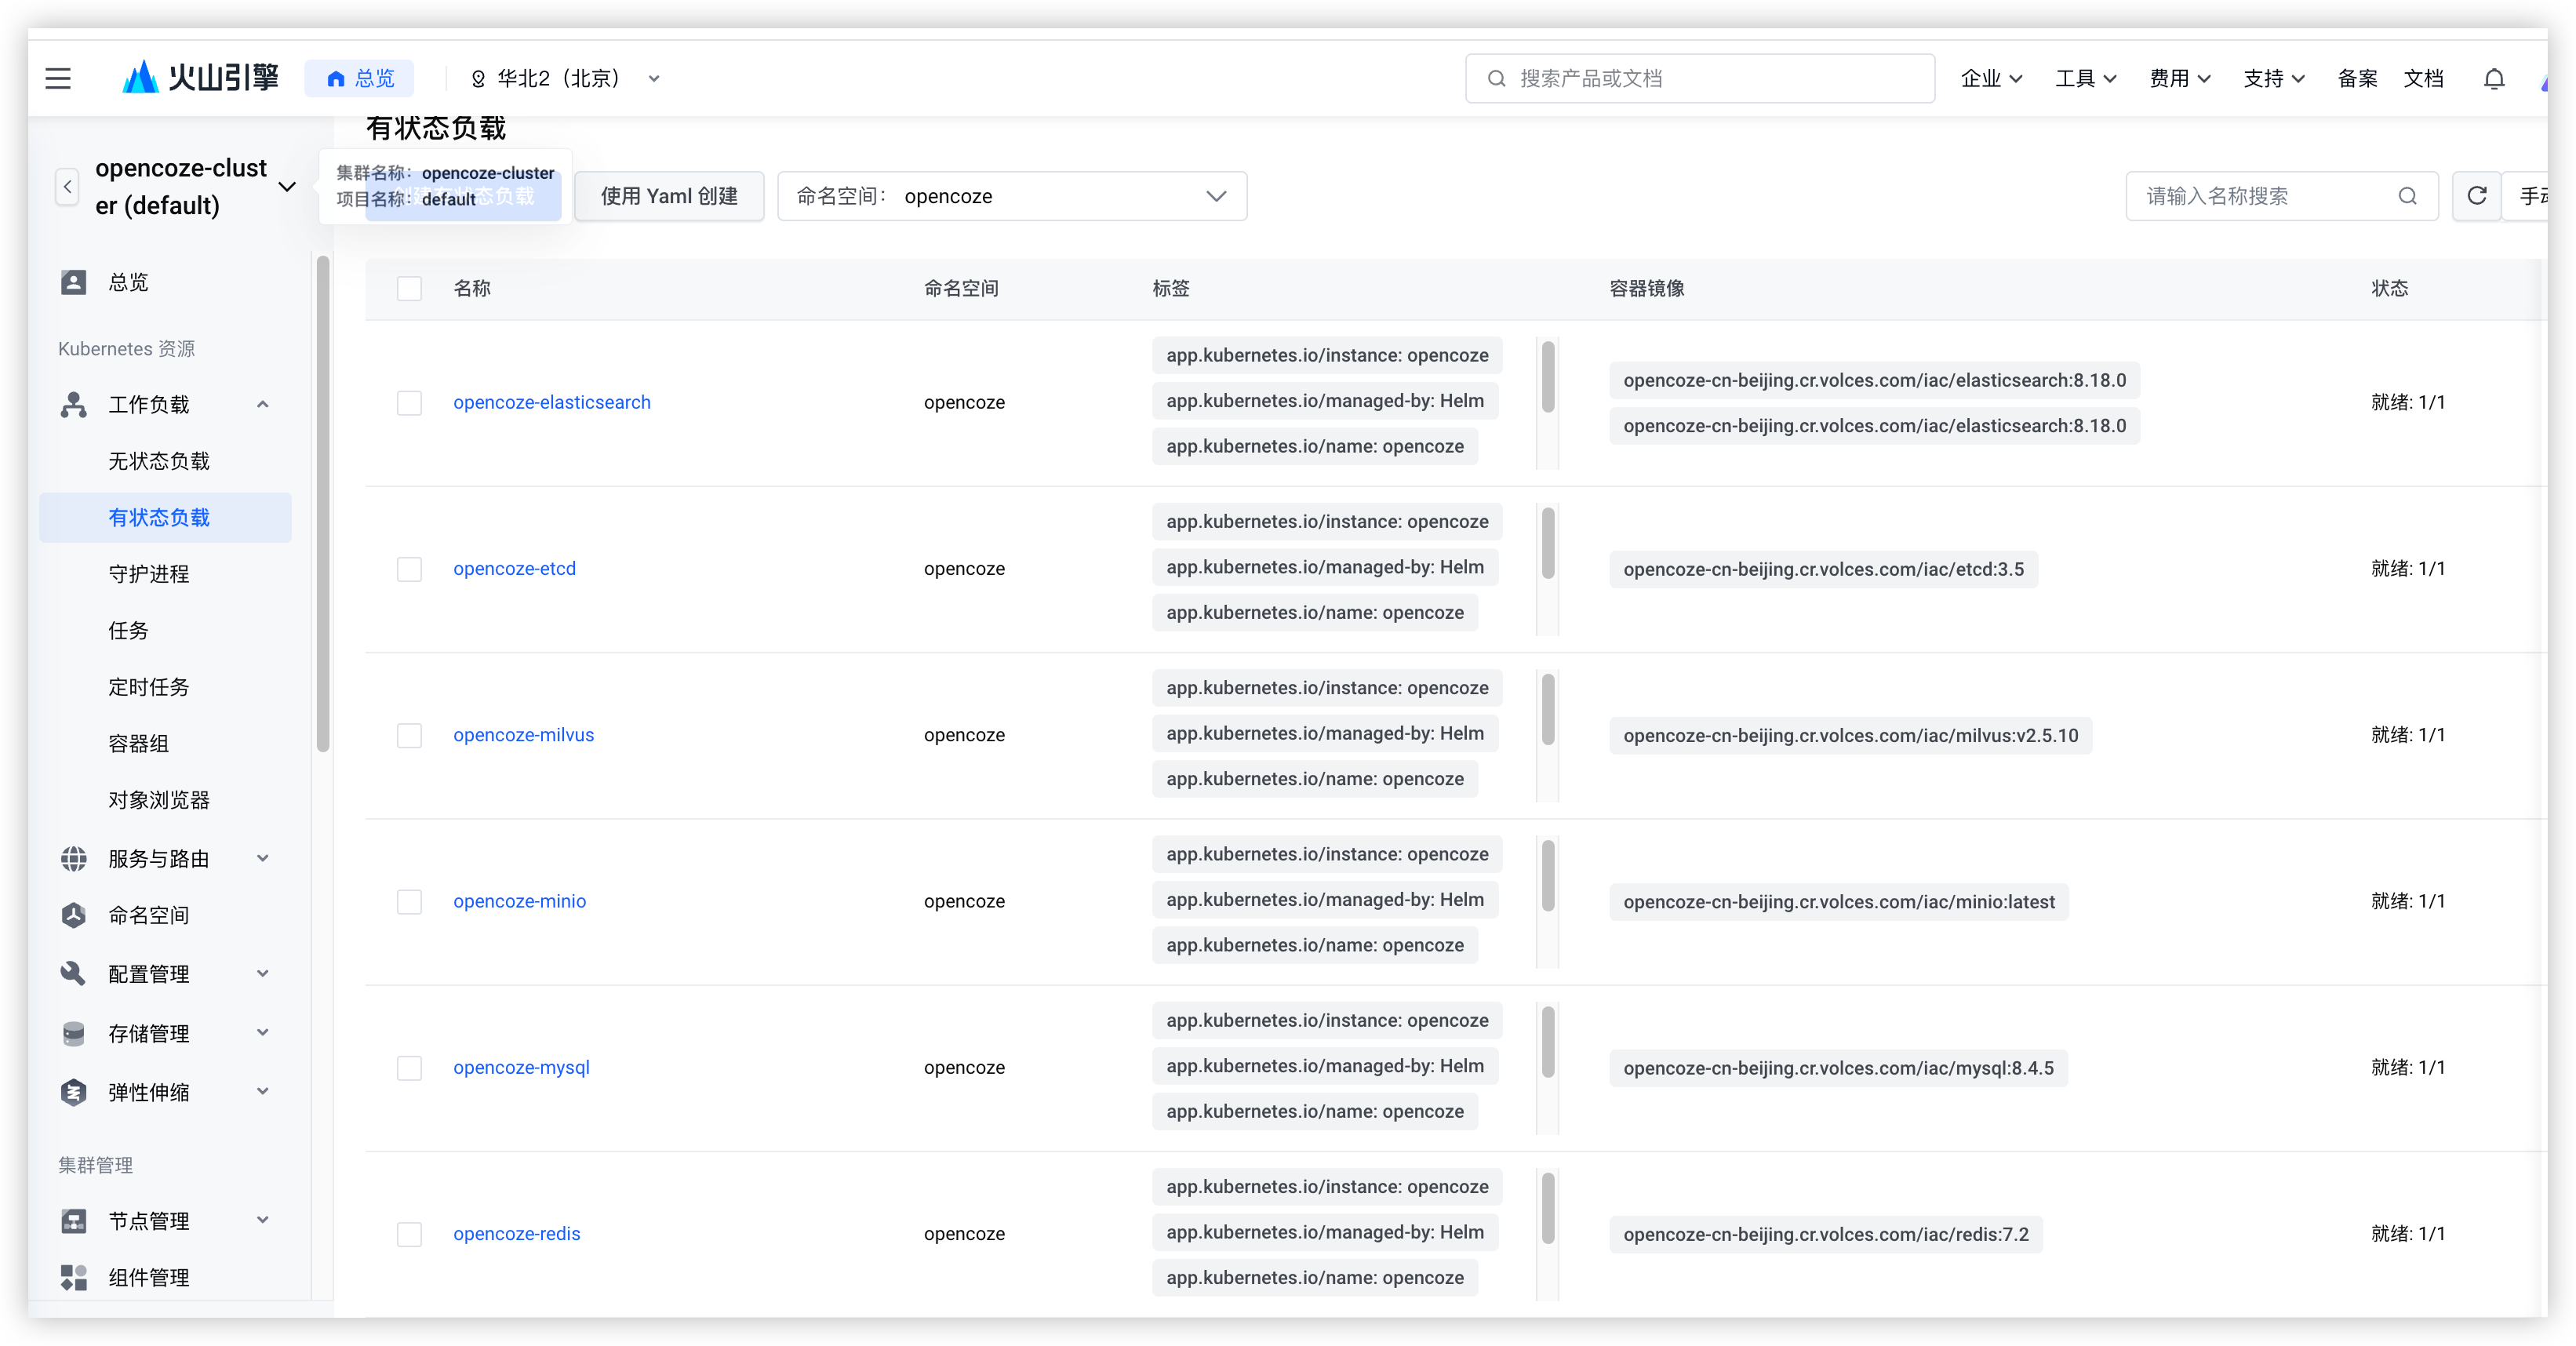 火山引擎
总览
华北2（北京）
搜索产品或文档
企业
工具
费用
支持
备案
文档
opencoze-clust
er (default)
有状态负载
集群名称： opencoze-cluster
项目名称： default
使用 Yaml 创建
命名空间： opencoze
请输入名称搜索
总览
Kubernetes 资源
工作负载
无状态负载
有状态负载
守护进程
任务
定时任务
容器组
对象浏览器
服务与路由
命名空间
配置管理
存储管理
弹性伸缩
集群管理
节点管理
组件管理
名称 命名空间 标签 容器镜像 状态
opencoze-elasticsearch
opencoze
app.kubernetes.io/instance: opencoze
app.kubernetes.io/managed-by: Helm
app.kubernetes.io/name: opencoze
opencoze-cn-beijing.cr.volces.com/iac/elasticsearch:8.18.0
opencoze-cn-beijing.cr.volces.com/iac/elasticsearch:8.18.0
就绪: 1/1
opencoze-etcd
opencoze
app.kubernetes.io/instance: opencoze
app.kubernetes.io/managed-by: Helm
app.kubernetes.io/name: opencoze
opencoze-cn-beijing.cr.volces.com/iac/etcd:3.5
就绪: 1/1
opencoze-milvus
opencoze
app.kubernetes.io/instance: opencoze
app.kubernetes.io/managed-by: Helm
app.kubernetes.io/name: opencoze
opencoze-cn-beijing.cr.volces.com/iac/milvus:v2.5.10
就绪: 1/1
opencoze-minio
opencoze
app.kubernetes.io/instance: opencoze
app.kubernetes.io/managed-by: Helm
app.kubernetes.io/name: opencoze
opencoze-cn-beijing.cr.volces.com/iac/minio:latest
就绪: 1/1
opencoze-mysql
opencoze
app.kubernetes.io/instance: opencoze
app.kubernetes.io/managed-by: Helm
app.kubernetes.io/name: opencoze
opencoze-cn-beijing.cr.volces.com/iac/mysql:8.4.5
就绪: 1/1
opencoze-redis
opencoze
app.kubernetes.io/instance: opencoze
app.kubernetes.io/managed-by: Helm
app.kubernetes.io/name: opencoze
opencoze-cn-beijing.cr.volces.com/iac/redis:7.2
就绪: 1/1